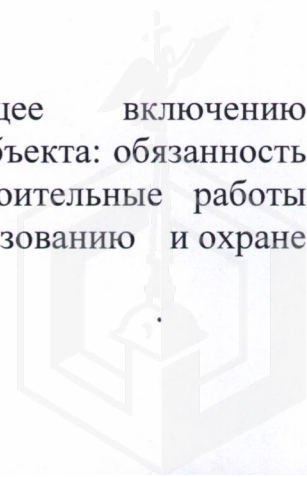 щее включению
бъекта: обязанность
оительные работы
зованию и охране
.